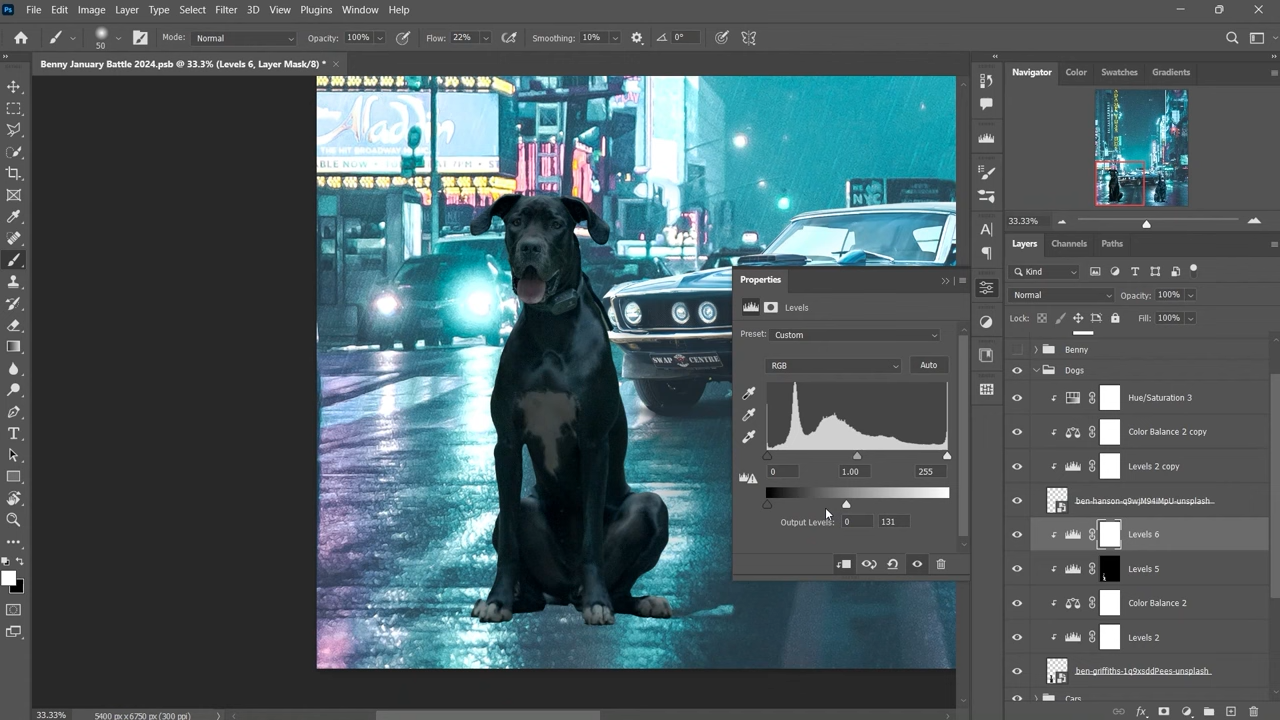 Ps File Edit Image Layer Type Select Filter 3D View Plugins Window Help
50 Mode: Normal Opacity: 100% Flow: 22% Smoothing: 10% 0°
Benny January Battle 2024.psb @ 33.3% (Levels 6, Layer Mask/8) *
Aladdin
THE HIT BROADWAY MUSICAL
NYC
SWAP CENTRE
Properties
Levels
Preset: Custom
RGB Auto
0 1.00 255
Output Levels: 0 131
Navigator Color Swatches Gradients
33.33%
Layers Channels Paths
Kind
Normal Opacity: 100%
Lock: Fill: 100%
Benny
Dogs
Hue/Saturation 3
Color Balance 2 copy
Levels 2 copy
ben-hanson-q9wjM94iMpU-unsplash
Levels 6
Levels 5
Color Balance 2
Levels 2
ben-griffiths-1q9xsddPees-unsplash
Cars
33.33% 5400 px x 6750 px (300 ppi)